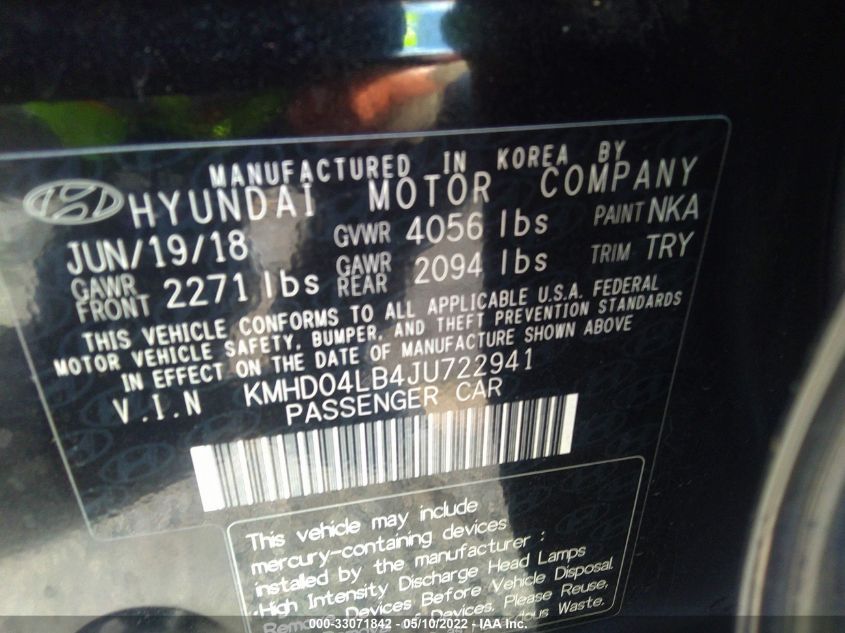 MANUFACTURED IN KOREA BY
HYUNDAI MOTOR COMPANY
JUN/19/18 GVWR 4056 lbs PAINT NKA
GAWR FRONT 2271 lbs GAWR REAR 2094 lbs TRIM TRY
THIS VEHICLE CONFORMS TO ALL APPLICABLE U.S.A. FEDERAL
MOTOR VEHICLE SAFETY, BUMPER, AND THEFT PREVENTION STANDARDS
IN EFFECT ON THE DATE OF MANUFACTURE SHOWN ABOVE
V.I.N KMHD04LB4JU722941
PASSENGER CAR
This vehicle may include
mercury-containing devices
installed by the manufacturer :
·High Intensity Discharge Head Lamps
Devices Before Vehicle Disposal.
Devices. Please Reuse,
Waste.
000-33071842 - 05/10/2022 - IAA Inc.